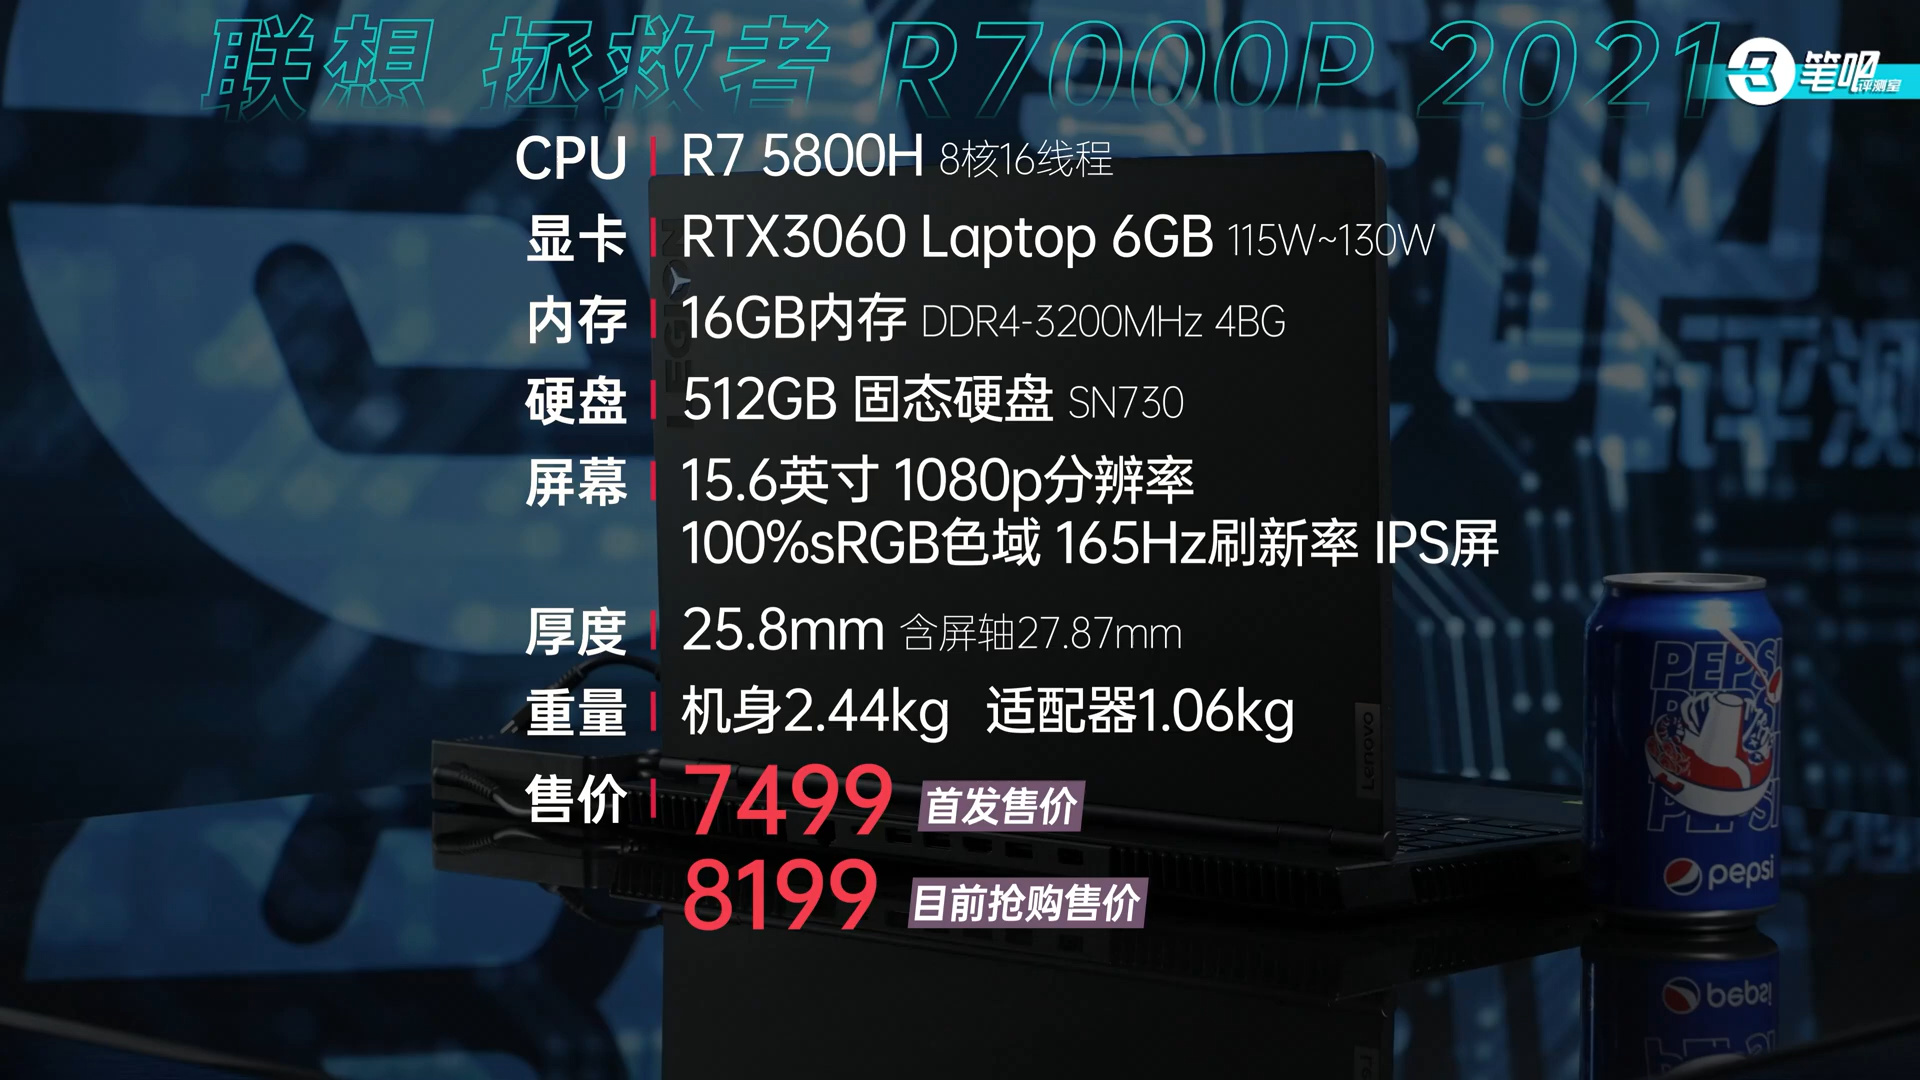 联想 拯救者 R7000P 2021
笔吧
评测室
CPU R7 5800H 8核16线程
显卡 RTX3060 Laptop 6GB 115W~130W
内存 16GB内存 DDR4-3200MHz 4BG
硬盘 512GB 固态硬盘 SN730
屏幕 15.6英寸 1080p分辨率
100%sRGB色域 165Hz刷新率 IPS屏
厚度 25.8mm 含屏轴27.87mm
重量 机身2.44kg 适配器1.06kg
售价 7499 首发售价
8199 目前抢购售价
LEGION
Lenovo
评测
PEPSI
pepsi